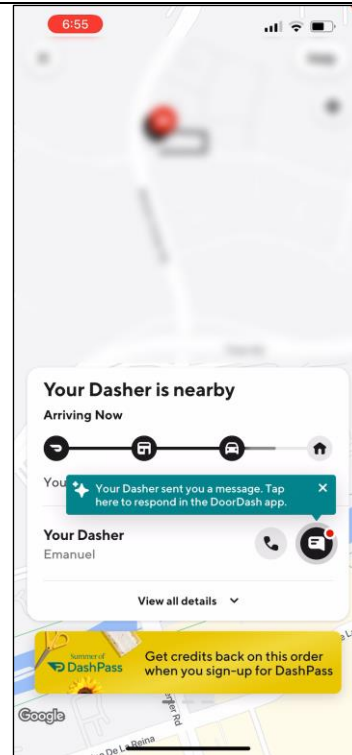 6:55
Your Dasher is nearby
Arriving Now
You
Your Dasher sent you a message. Tap
here to respond in the DoorDash app.
Your Dasher
Emanuel
View all details
Summer of
DashPass
Get credits back on this order
when you sign-up for DashPass
Google
nter Rd
De La Reina